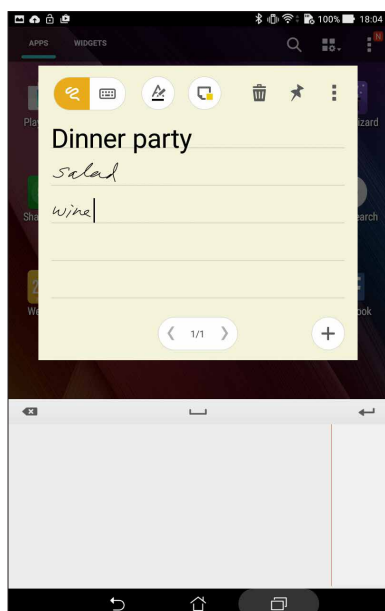 100% 18:04
APPS WIDGETS
N
Dinner party
salad
wine
1/1